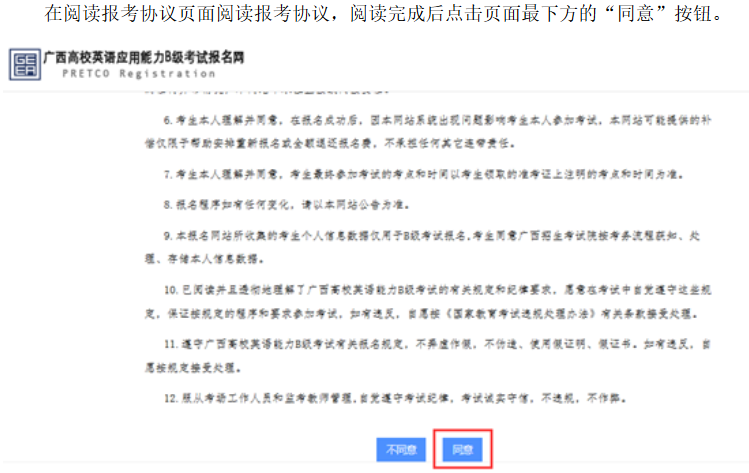 在阅读报考协议页面阅读报考协议，阅读完成后点击页面最下方的“同意”按钮。
广西高校英语应用能力B级考试报名网
PRETCO Registration
6.考生本人理解并同意，在报名成功后，因本网站系统出现问题影响考生本人参加考试，本网站可能提供的补
偿仅限于帮助安排重新报名或全额退还报名费，不承担任何其它连带责任。
7.考生本人理解并同意，考生最终参加考试的考点和时间以考生领取的准考证上注明的考点和时间为准。
8.报名程序如有任何变化，请以本网站公告为准。
9.本报名网站所收集的考生个人信息数据仅用于B级考试报名,考生同意广西招生考试院按考务流程获知、处
理、存储本人信息数据。
10.已阅读并且透彻地理解了广西高校英语能力B级考试的有关规定和纪律要求，愿意在考试中自觉遵守这些规
定，保证按规定的程序和要求参加考试，如有违反，自愿按《国家教育考试违规处理办法》有关条款接受处理。
11.遵守广西高校英语能力B级考试有关报名规定，不弄虚作假，不伪造、使用假证明、假证书。如有违反，自
愿按规定接受处理。
12.服从考场工作人员和监考教师管理,自觉遵守考试纪律，考试诚实守信，不违规，不作弊。
不同意 同意